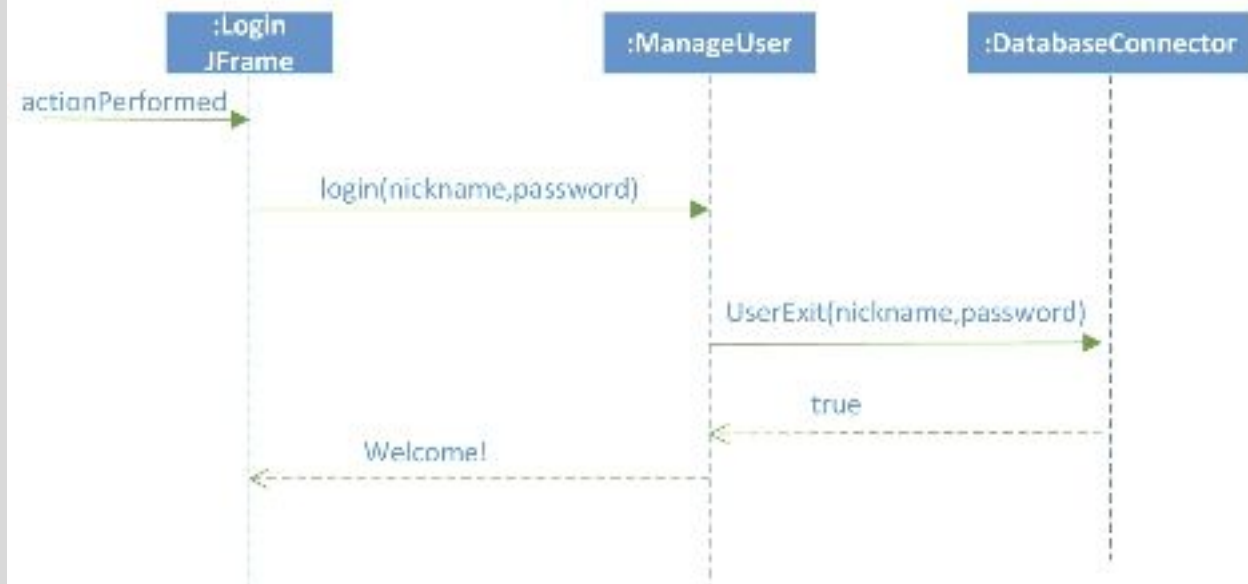 :Login
JFrame
:ManageUser
:DatabaseConnector
actionPerformed
login(nickname,password)
UserExit(nickname,password)
true
Welcome!